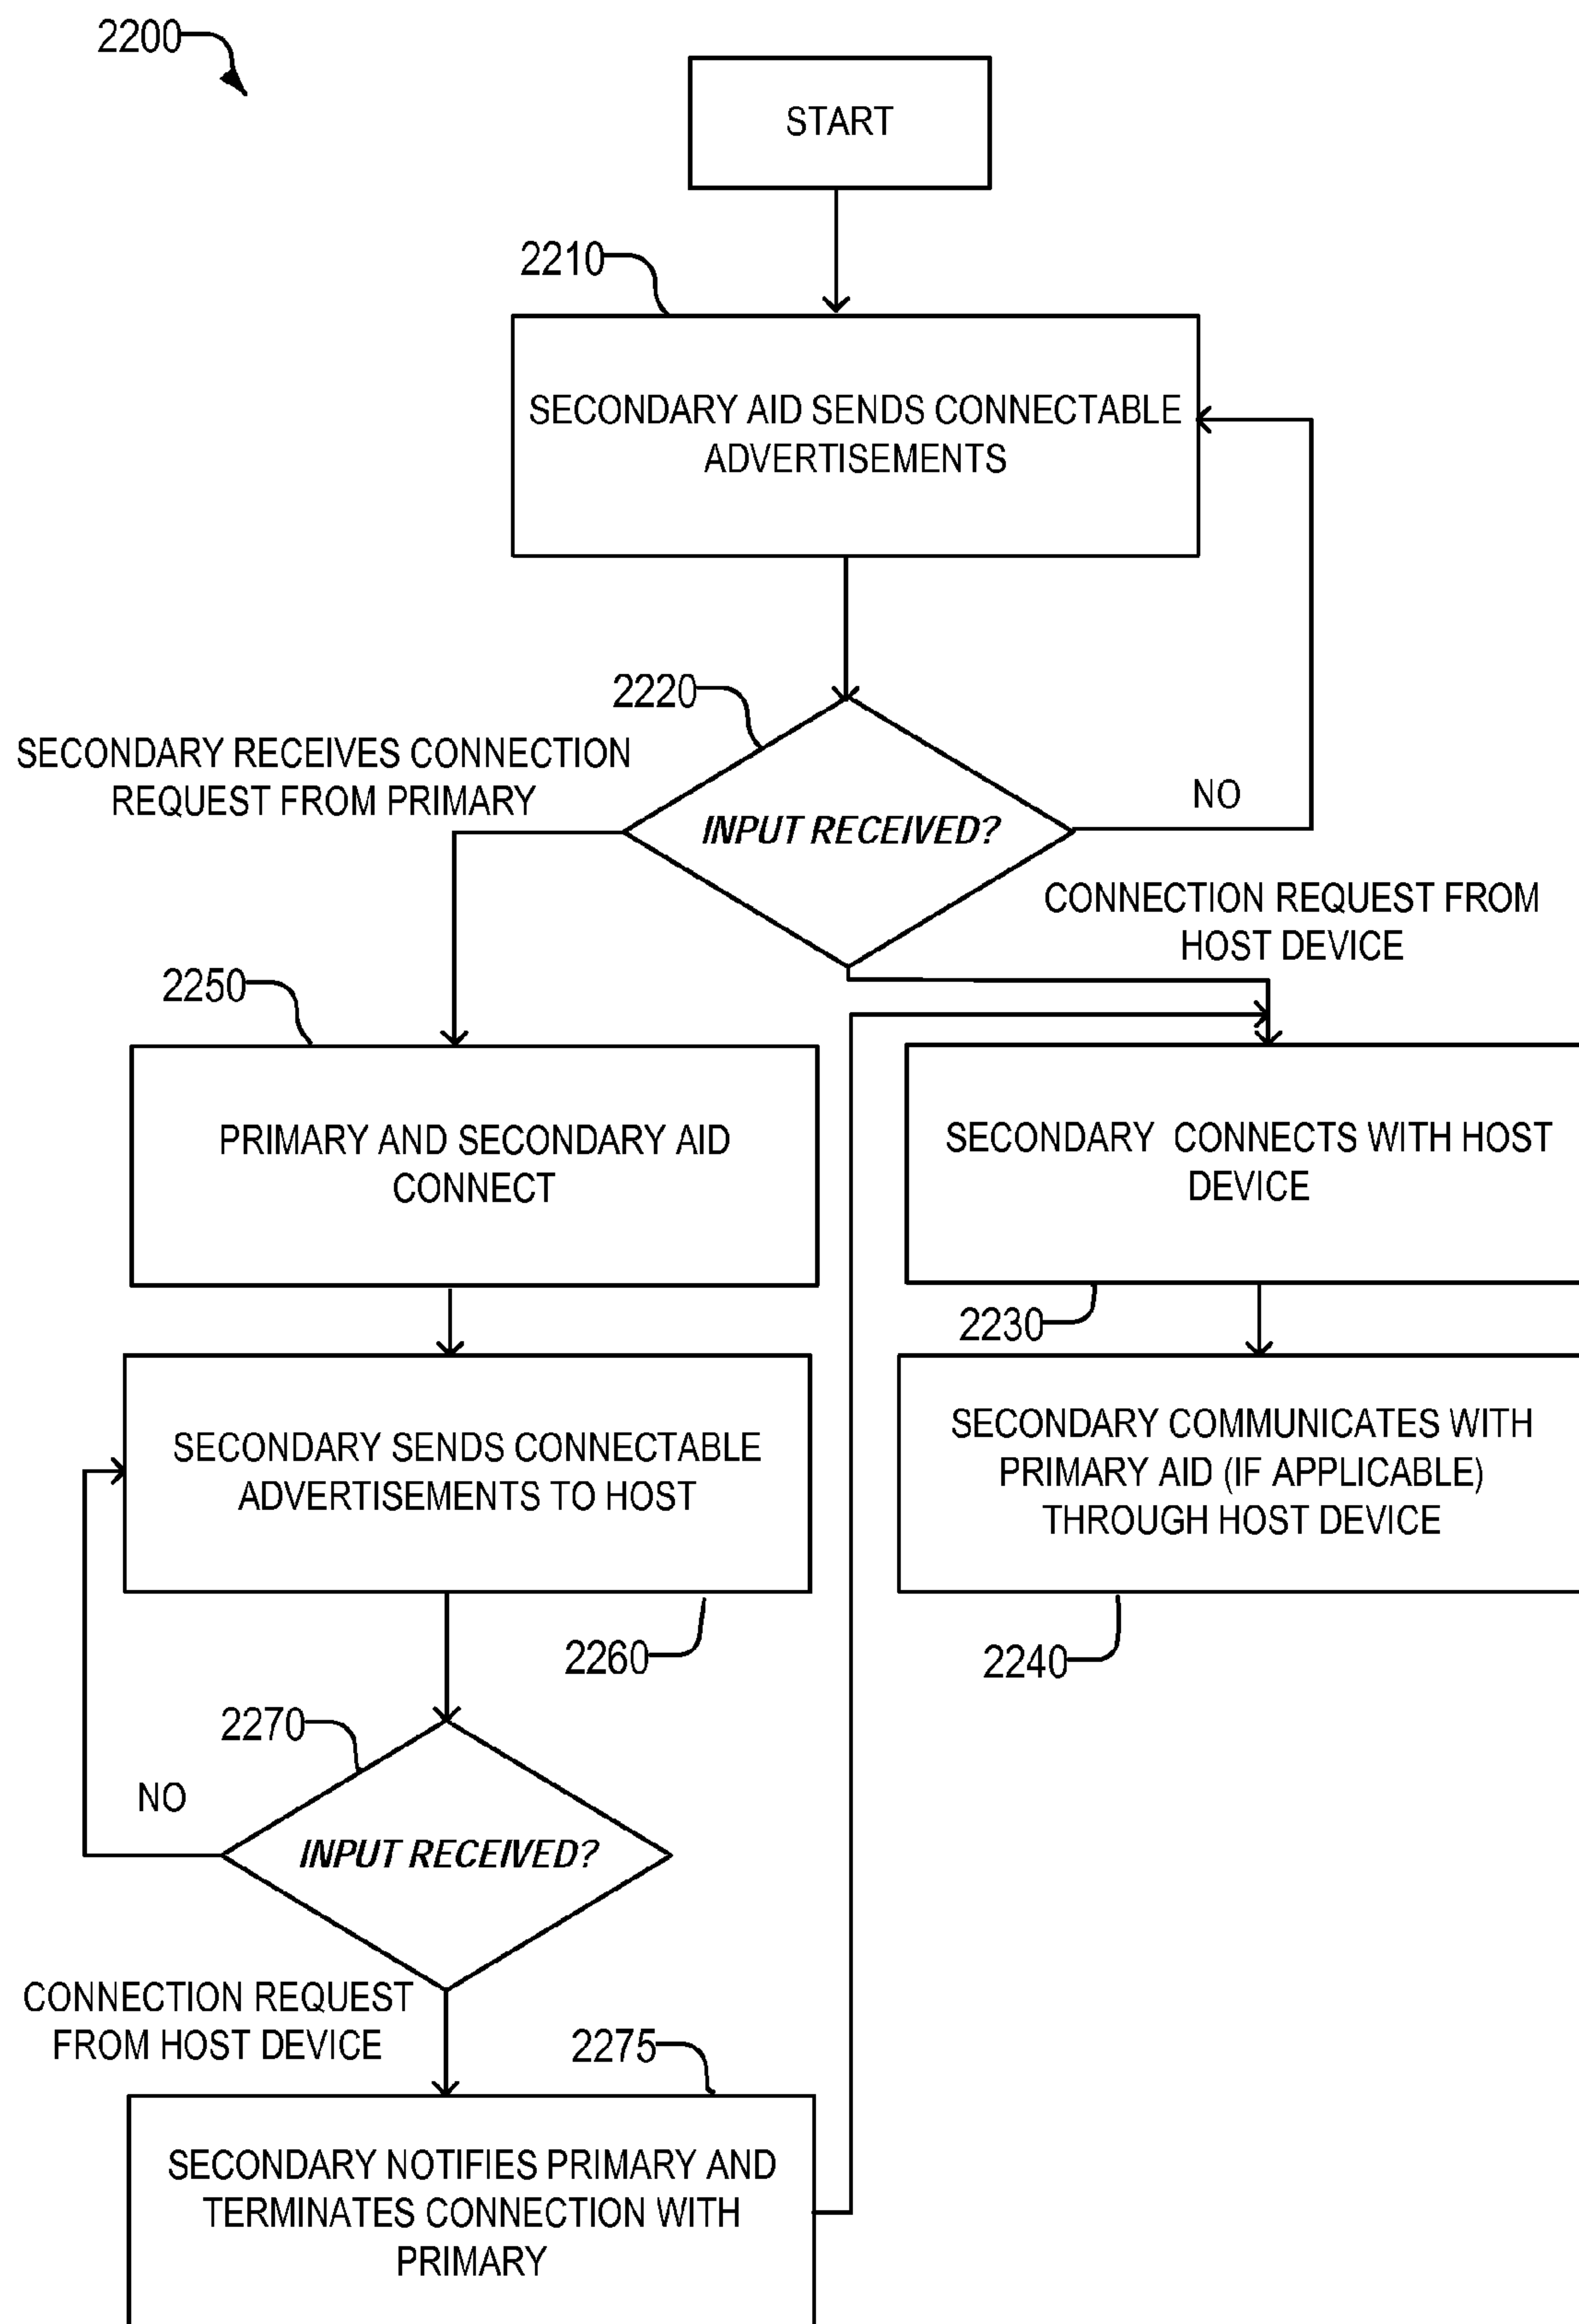 2200
START
2210
SECONDARY AID SENDS CONNECTABLE
ADVERTISEMENTS
2220
SECONDARY RECEIVES CONNECTION
REQUEST FROM PRIMARY
INPUT RECEIVED?
NO
CONNECTION REQUEST FROM
HOST DEVICE
2250
PRIMARY AND SECONDARY AID
CONNECT
SECONDARY CONNECTS WITH HOST
DEVICE
2230
SECONDARY SENDS CONNECTABLE
ADVERTISEMENTS TO HOST
SECONDARY COMMUNICATES WITH
PRIMARY AID (IF APPLICABLE)
THROUGH HOST DEVICE
2260
2240
2270
NO
INPUT RECEIVED?
CONNECTION REQUEST
FROM HOST DEVICE
2275
SECONDARY NOTIFIES PRIMARY AND
TERMINATES CONNECTION WITH
PRIMARY